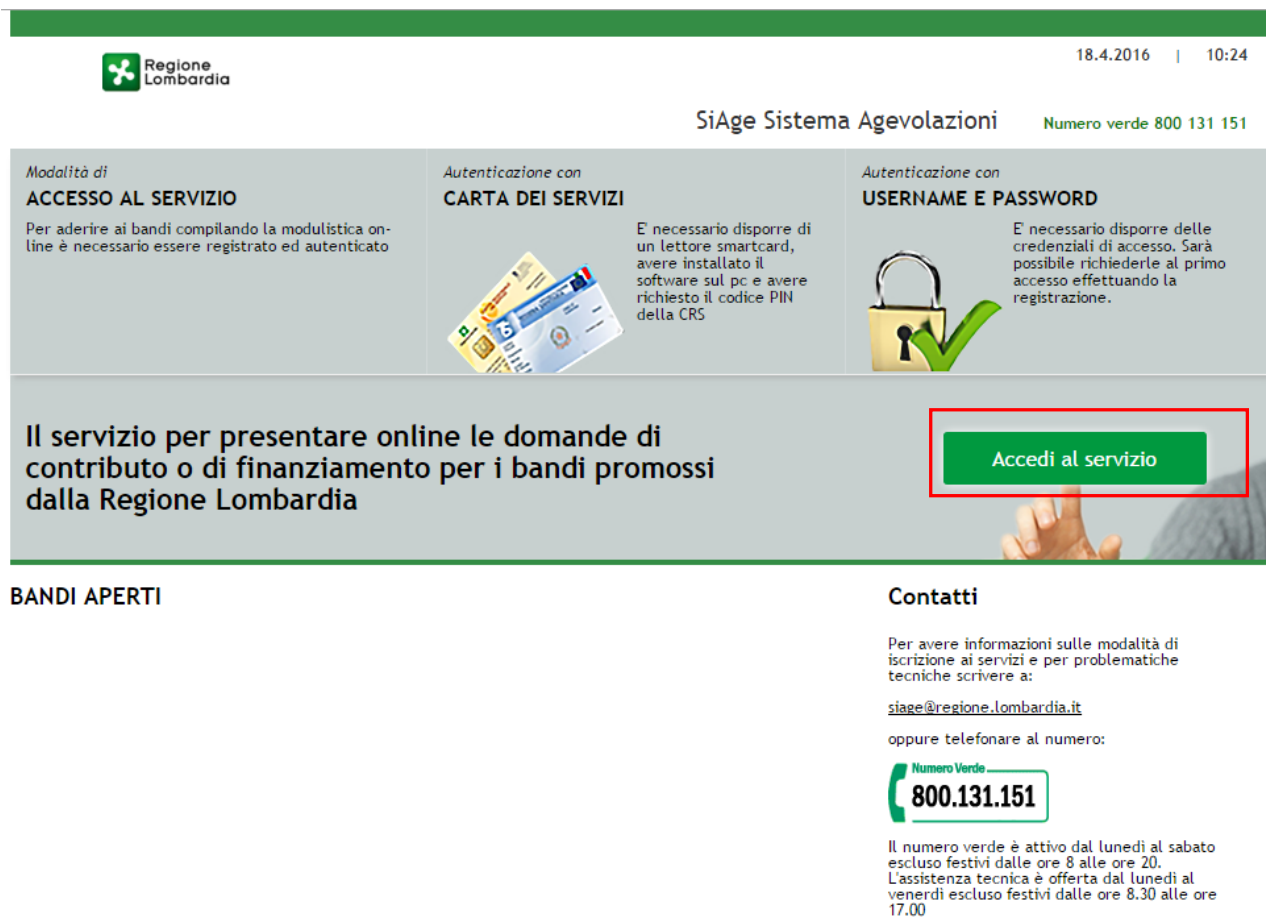 Regione
Lombardia
18.4.2016 | 10:24
SiAge Sistema Agevolazioni
Numero verde 800 131 151
Modalità di
ACCESSO AL SERVIZIO
Per aderire ai bandi compilando la modulistica on-
line è necessario essere registrato ed autenticato
Autenticazione con
CARTA DEI SERVIZI
E' necessario disporre di
un lettore smartcard,
avere installato il
software sul pc e avere
richiesto il codice PIN
della CRS
Autenticazione con
USERNAME E PASSWORD
E' necessario disporre delle
credenziali di accesso. Sarà
possibile richiederle al primo
accesso effettuando la
registrazione.
Il servizio per presentare online le domande di
contributo o di finanziamento per i bandi promossi
dalla Regione Lombardia
Accedi al servizio
BANDI APERTI
Contatti
Per avere informazioni sulle modalità di
iscrizione ai servizi e per problematiche
tecniche scrivere a:
siage@regione.lombardia.it
oppure telefonare al numero:
Numero Verde
800.131.151
Il numero verde è attivo dal lunedì al sabato
escluso festivi dalle ore 8 alle ore 20.
L'assistenza tecnica è offerta dal lunedì al
venerdì escluso festivi dalle ore 8.30 alle ore
17.00